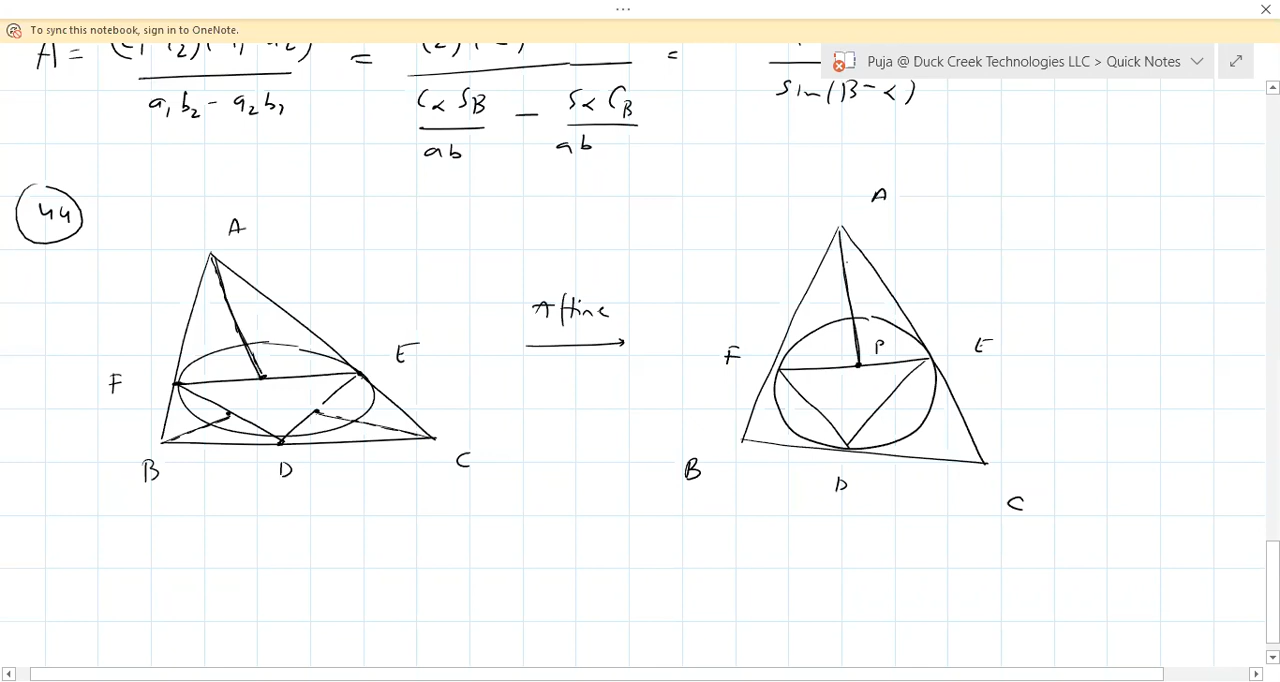 To sync this notebook, sign in to OneNote.
Puja @ Duck Creek Technologies LLC > Quick Notes
A = = =
a₁b₂ - a₂b₁
Cα Sβ - Sα Cβ
ab ab
Sin(β-α)
44
A
F E
B D C
Affine
A
F P E
B D C